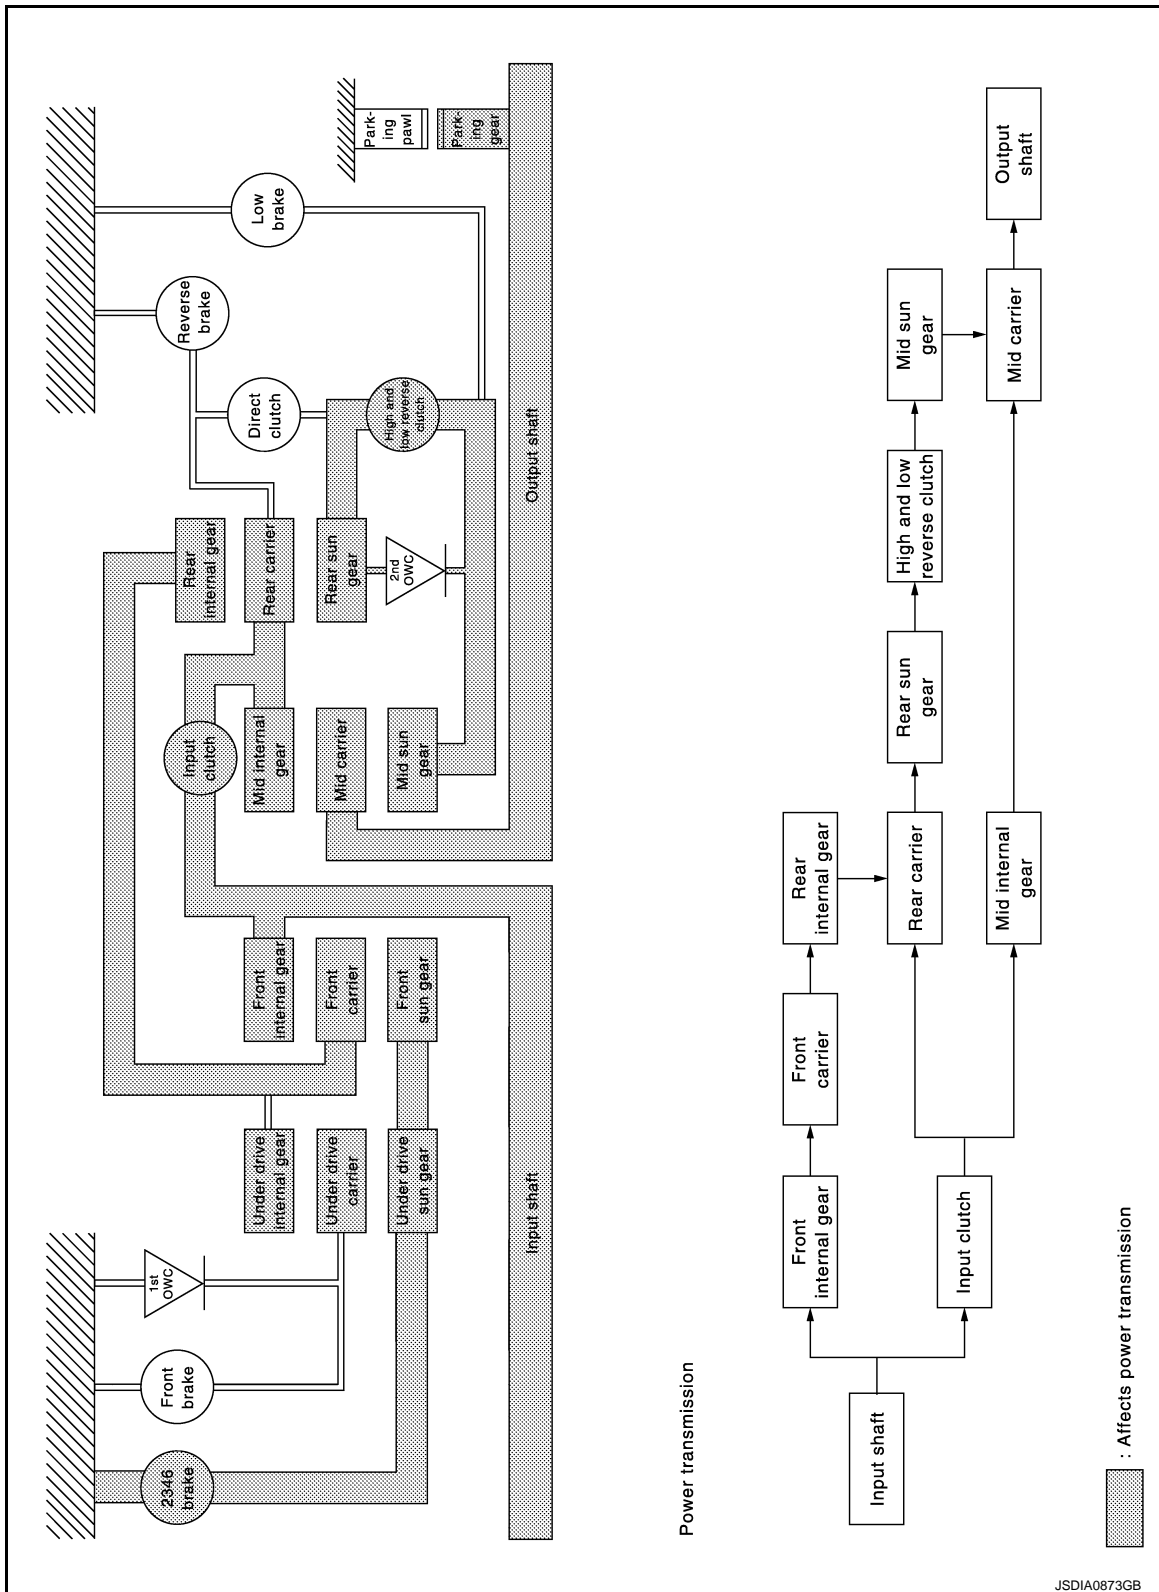 Park-
ing
pawl
Park-
ing
gear
Low
brake
Reverse
brake
Direct
clutch
High and
low reverse
clutch
Output shaft
Rear
internal gear
Rear carrier
Rear sun
gear
2nd
OWC
Input
clutch
Mid internal
gear
Mid carrier
Mid sun
gear
Front
internal gear
Front
carrier
Front
sun gear
Under drive
internal gear
Under drive
carrier
Under drive
sun gear
Input shaft
1st
OWC
Front
brake
2346
brake
Power transmission
Input shaft
Front
internal gear
Input clutch
Front
carrier
Rear
internal gear
Rear carrier
Mid internal
gear
Rear sun
gear
High and low
reverse clutch
Mid sun
gear
Mid carrier
Output
shaft
: Affects power transmission
JSDIA0873GB